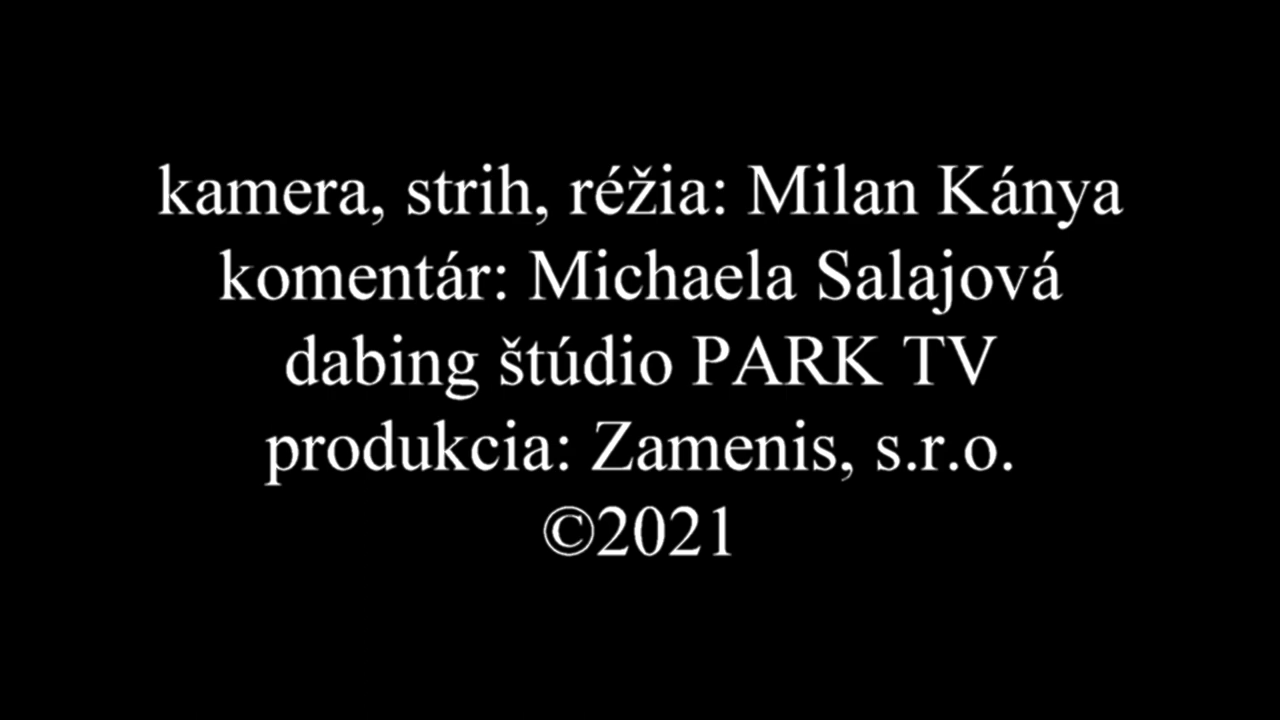 kamera, strih, réžia: Milan Kánya
komentár: Michaela Salajová
dabing štúdio PARK TV
produkcia: Zamenis, s.r.o.
©2021